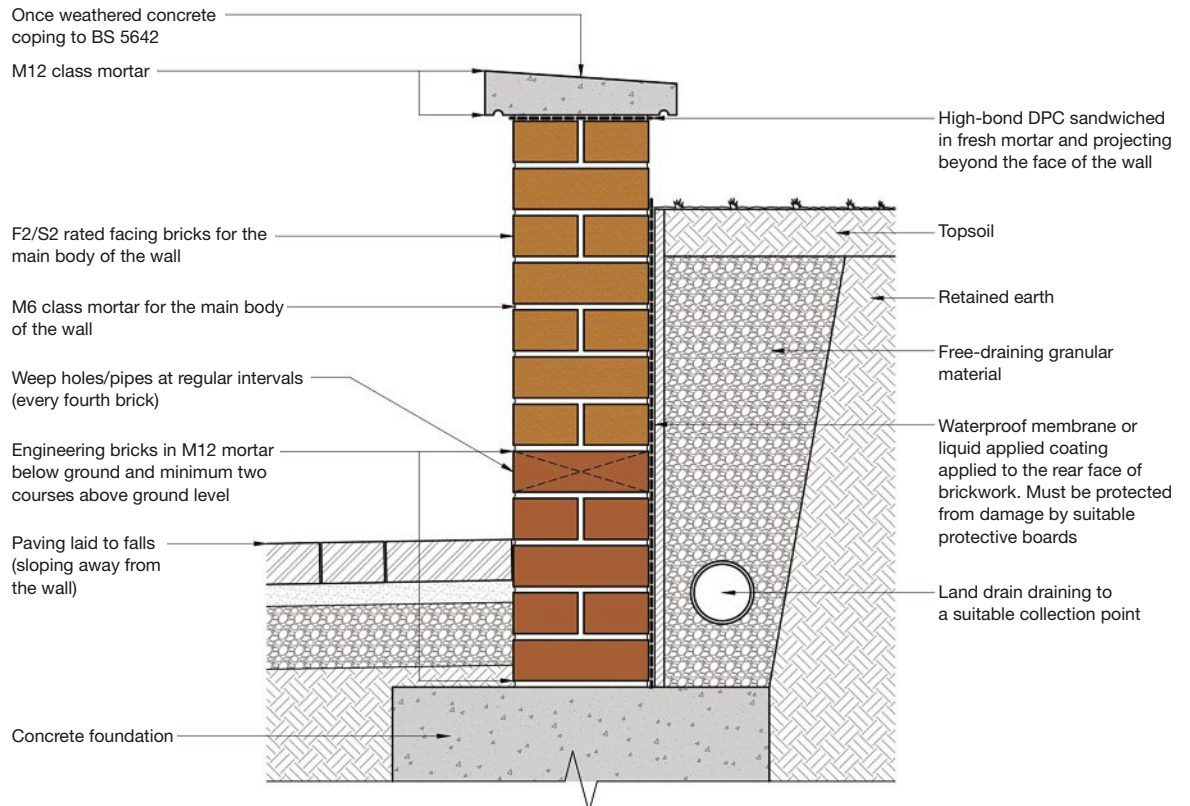 Once weathered concrete
coping to BS 5642
M12 class mortar
F2/S2 rated facing bricks for the
main body of the wall
M6 class mortar for the main body
of the wall
Weep holes/pipes at regular intervals
(every fourth brick)
Engineering bricks in M12 mortar
below ground and minimum two
courses above ground level
Paving laid to falls
(sloping away from
the wall)
Concrete foundation
High-bond DPC sandwiched
in fresh mortar and projecting
beyond the face of the wall
Topsoil
Retained earth
Free-draining granular
material
Waterproof membrane or
liquid applied coating
applied to the rear face of
brickwork. Must be protected
from damage by suitable
protective boards
Land drain draining to
a suitable collection point